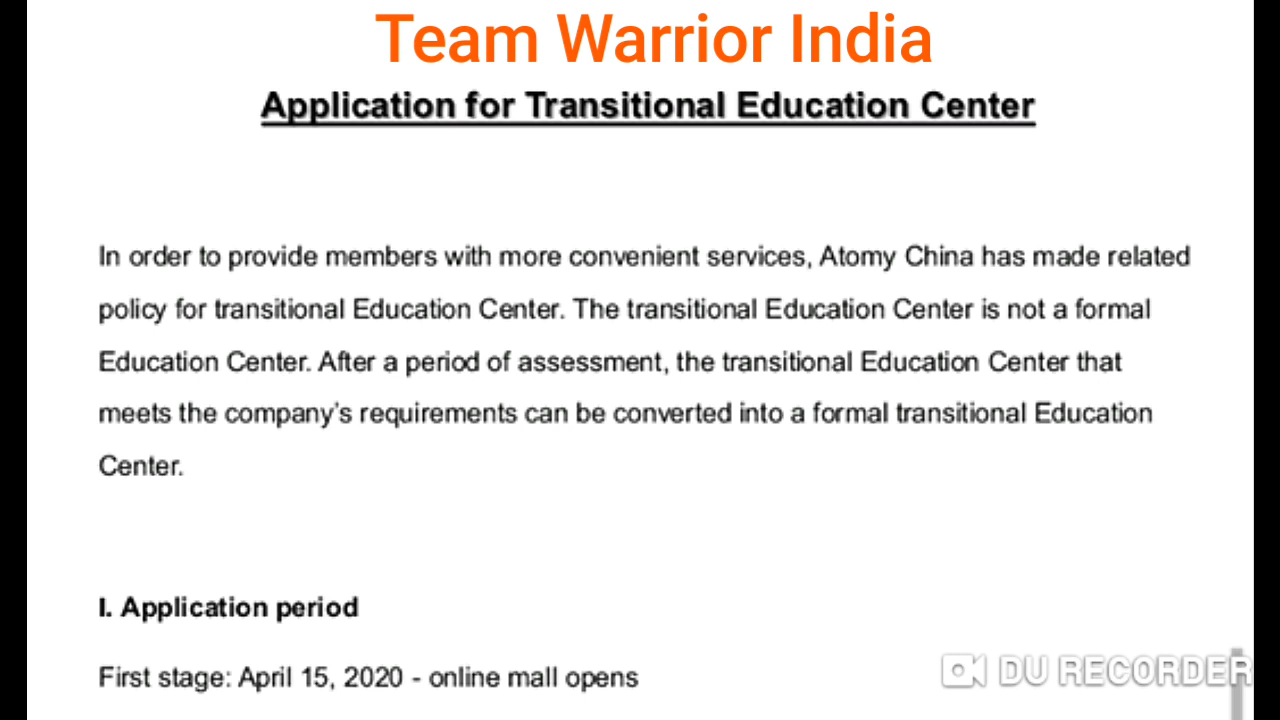 Team Warrior India
Application for Transitional Education Center
In order to provide members with more convenient services, Atomy China has made related
policy for transitional Education Center. The transitional Education Center is not a formal
Education Center. After a period of assessment, the transitional Education Center that
meets the company's requirements can be converted into a formal transitional Education
Center.
I. Application period
First stage: April 15, 2020 - online mall opens
DU RECORDER